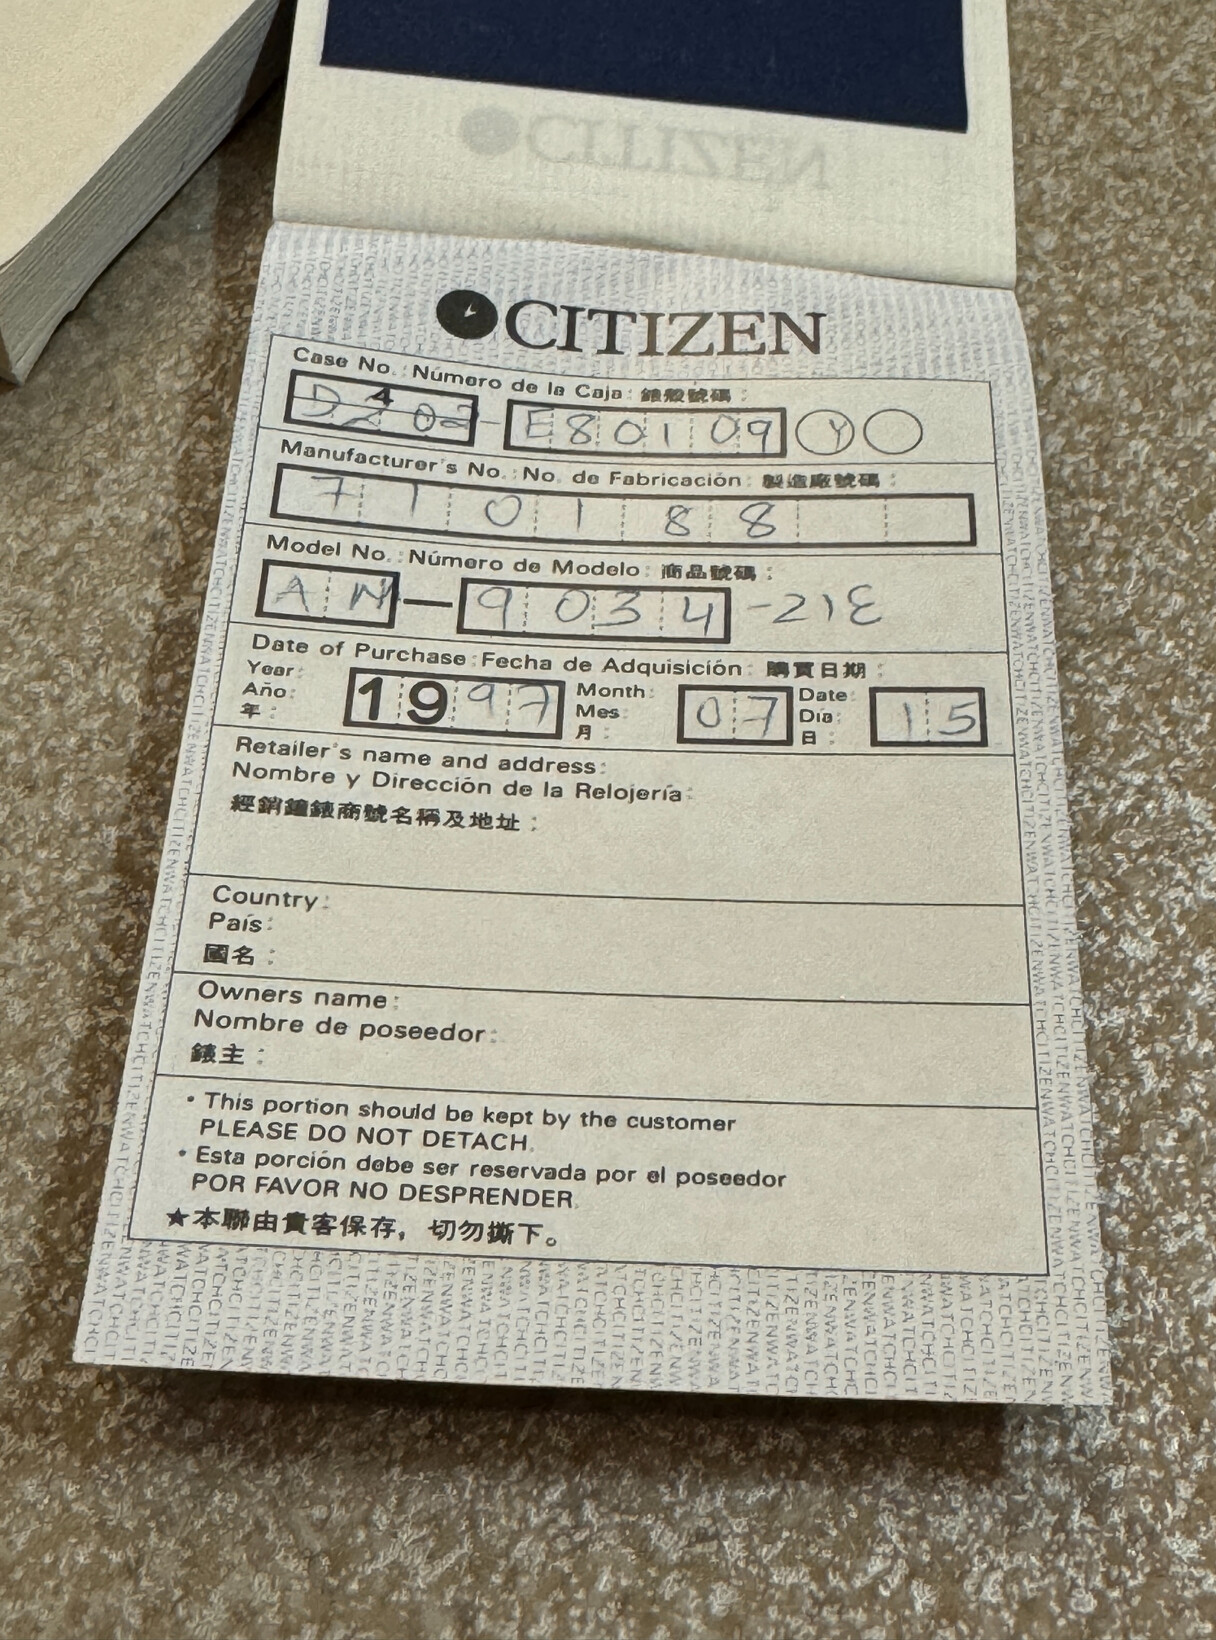 CITIZEN
CITIZEN
Case No.: Número de la Caja: 錶殼號碼:
4
D202-E80109 Y
Manufacturer's No.: No. de Fabricación: 製造廠號碼:
710188
Model No.: Número de Modelo: 商品號碼:
AN-9034-21E
Date of Purchase: Fecha de Adquisición: 購買日期:
Year: Año: 年: 1997 Month: Mes: 月: 07 Date: Día: 日: 15
Retailer's name and address:
Nombre y Dirección de la Relojería:
經銷鐘錶商號名稱及地址:
Country:
País:
國名:
Owners name:
Nombre de poseedor:
錶主:
• This portion should be kept by the customer
PLEASE DO NOT DETACH.
• Esta porción debe ser reservada por el poseedor
POR FAVOR NO DESPRENDER.
★本聯由貴客保存，切勿撕下。